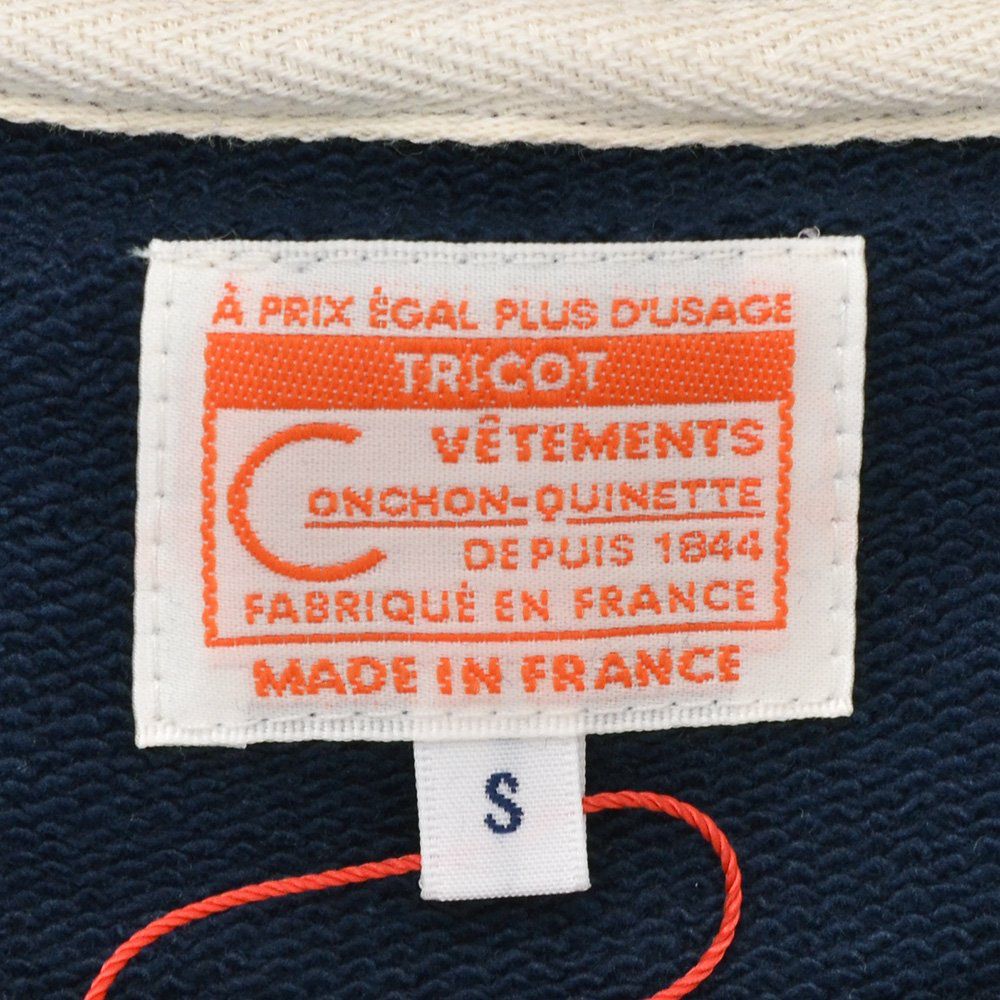 À PRIX ÉGAL PLUS D'USAGE
TRICOT
VÊTEMENTS
CONCHON-QUINETTE
DEPUIS 1844
FABRIQUÉ EN FRANCE
MADE IN FRANCE
S